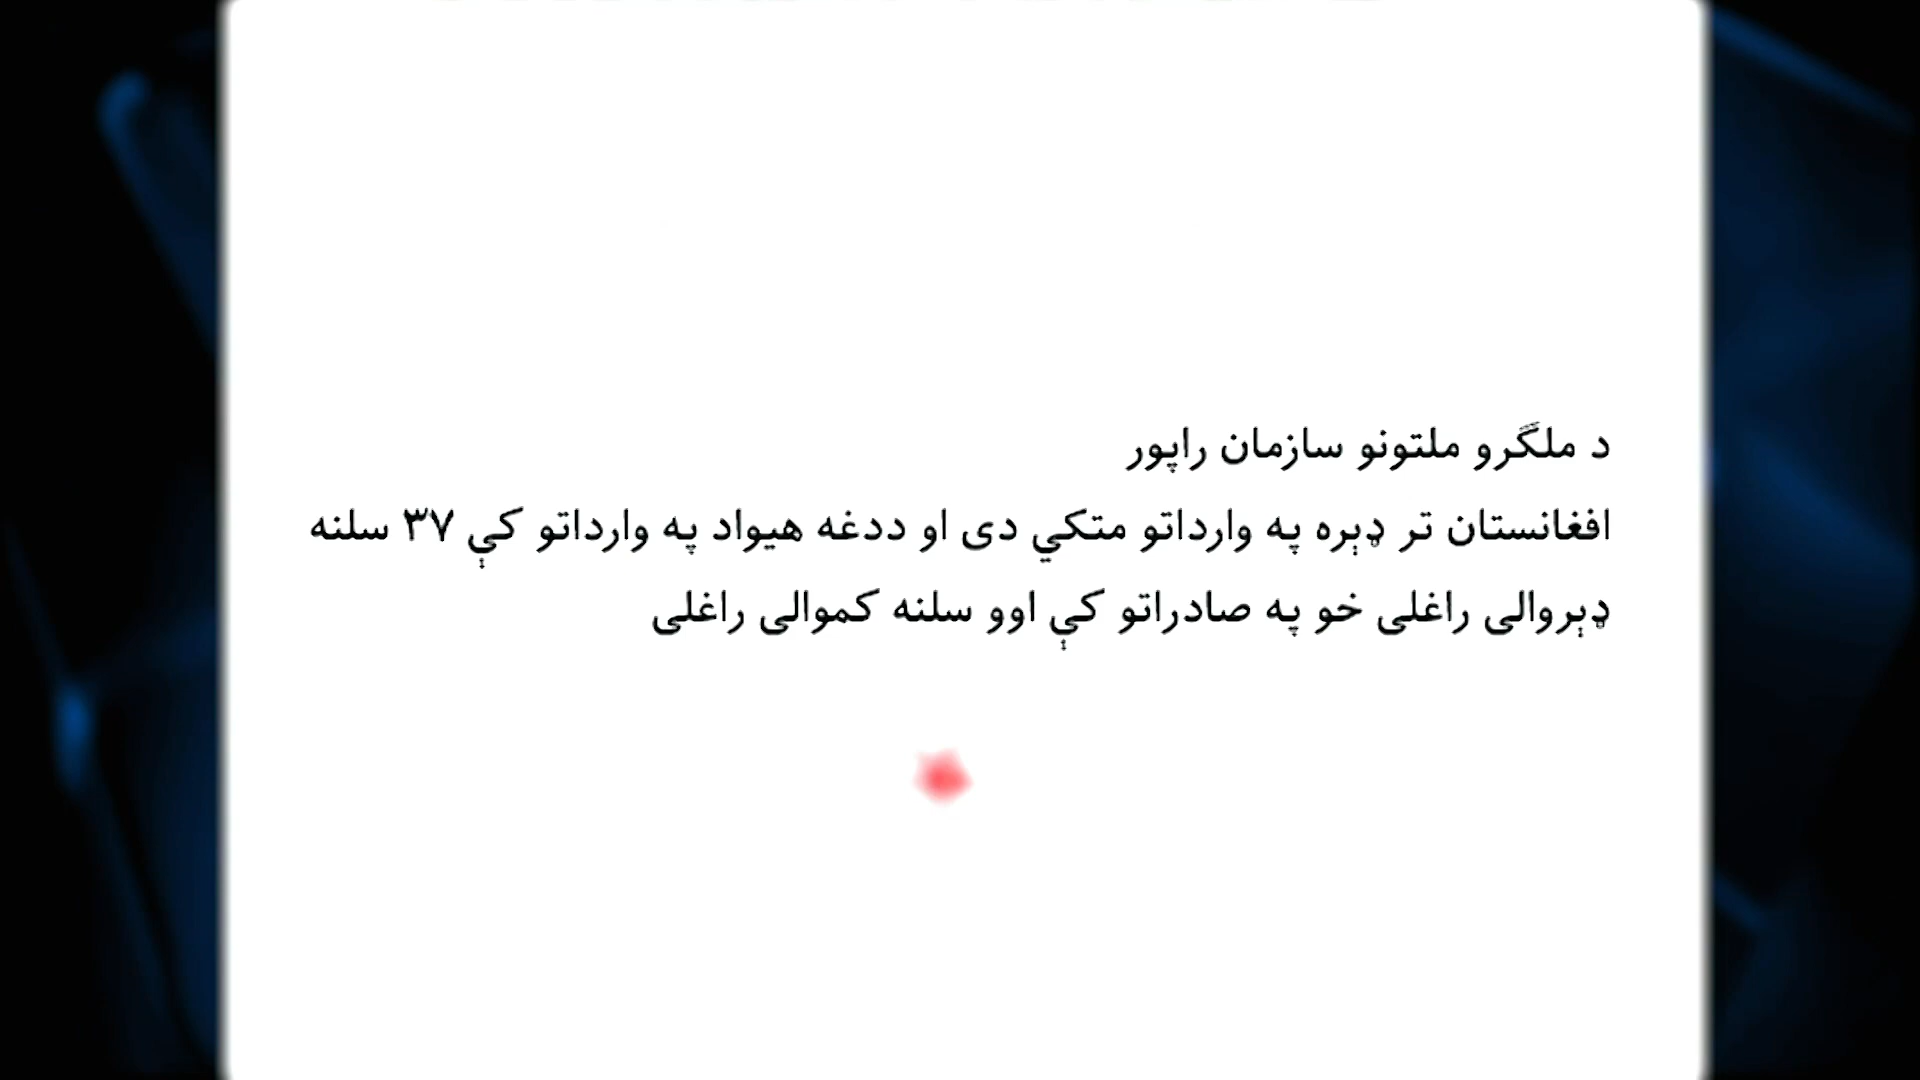 د ملګرو ملتونو سازمان راپور
افغانستان تر ډېره په وارداتو متکي دی او ددغه هیواد په وارداتو کې ۳۷ سلنه
ډېروالی راغلی خو په صادراتو کې اوو سلنه کموالی راغلی